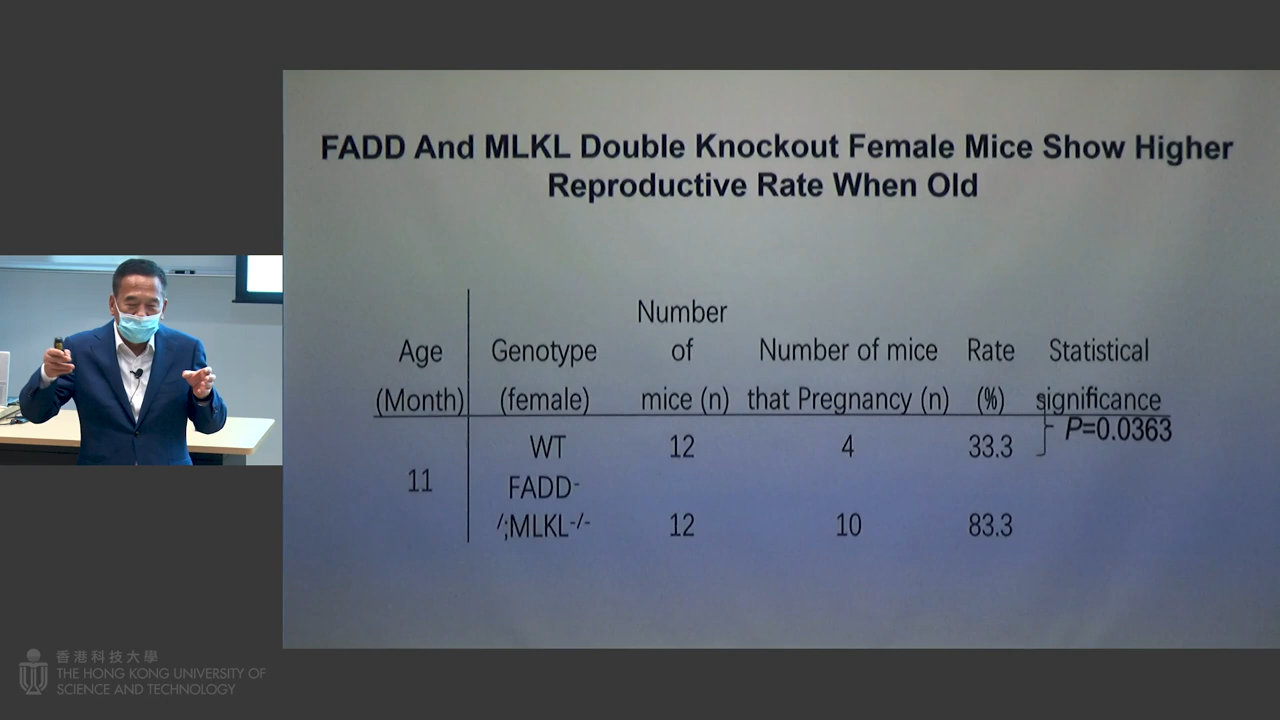 FADD And MLKL Double Knockout Female Mice Show Higher
Reproductive Rate When Old
Number
Age Genotype of Number of mice Rate Statistical
(Month) (female) mice (n) that Pregnancy (n) (%) significance
P=0.0363
WT 12 4 33.3
11
FADD-
/;MLKL-/- 12 10 83.3
香港科技大學
THE HONG KONG UNIVERSITY OF
SCIENCE AND TECHNOLOGY